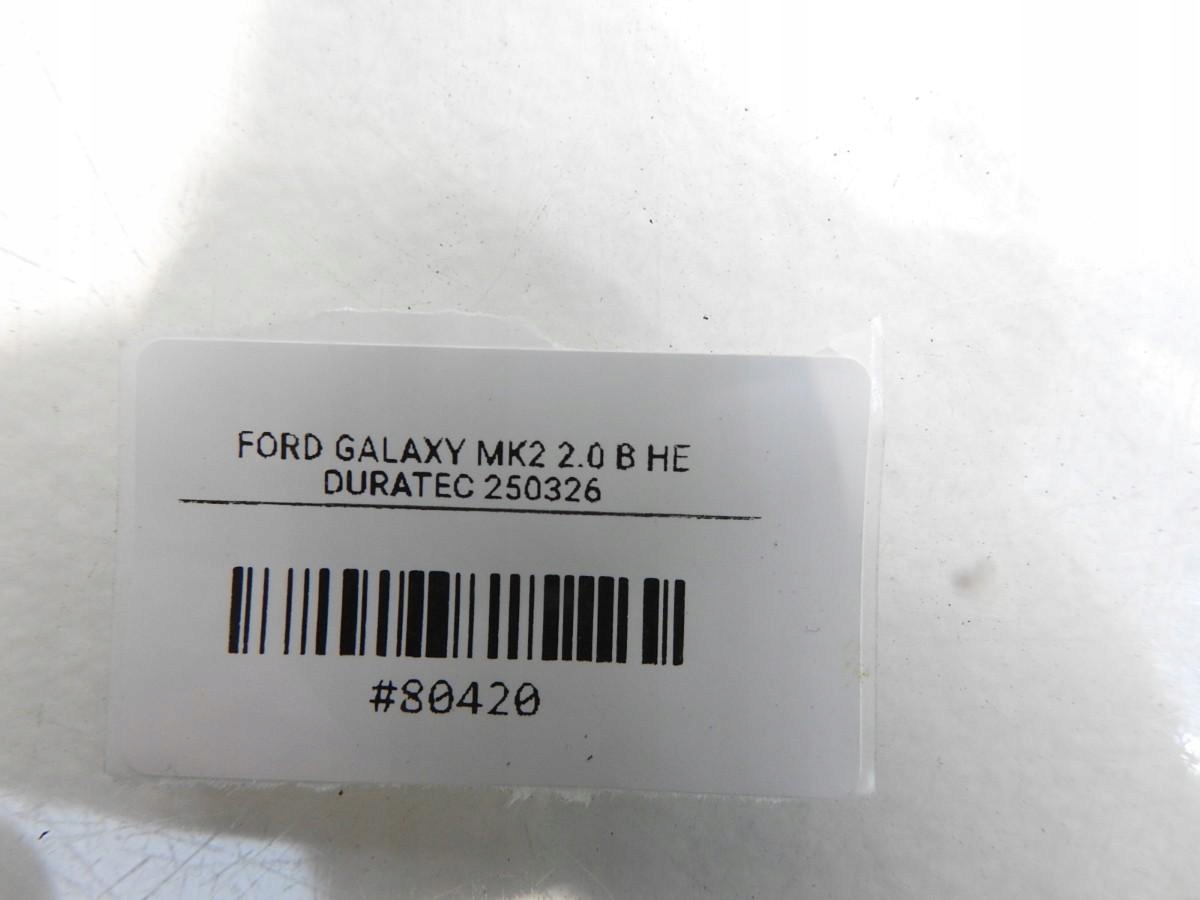 FORD GALAXY MK2 2.0 B HE
DURATEC 250326
#80420